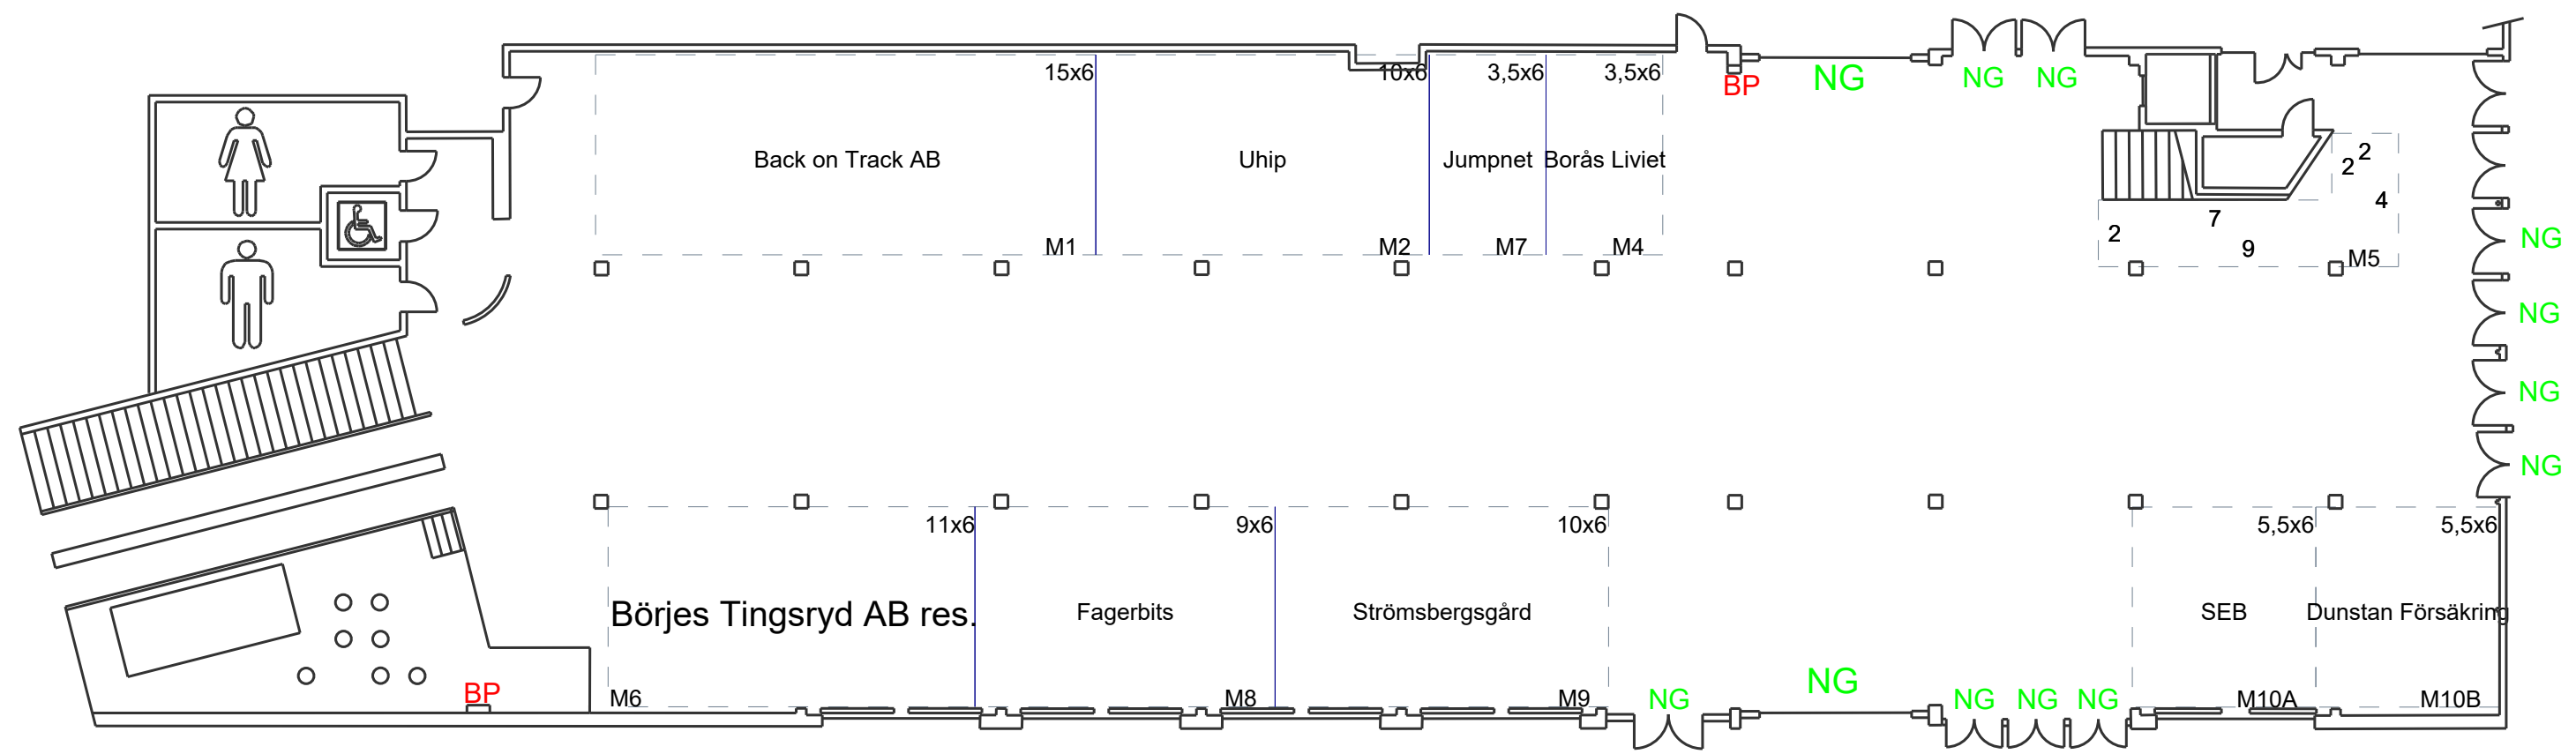 15x6
10x6
3,5x6
3,5x6
BP
NG
NG
NG
Back on Track AB
Uhip
Jumpnet
Borås Liviet
2
2
4
7
2
9
M1
M2
M7
M4
M5
NG
NG
NG
NG
11x6
9x6
10x6
5,5x6
5,5x6
Börjes Tingsryd AB res.
Fagerbits
Strömsbergsgård
SEB
Dunstan Försäkring
BP
M6
M8
M9
NG
NG
NG
NG
NG
M10A
M10B